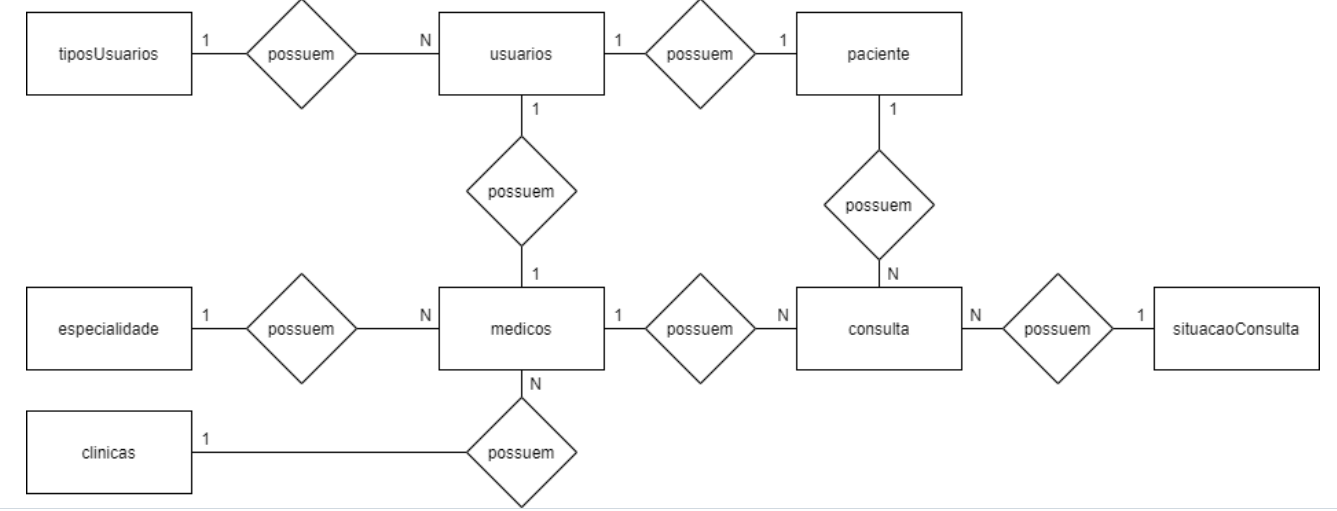 tiposUsuarios 1 possuem N usuarios 1 possuem 1 paciente
1 1
possuem possuem
1 N
especialidade 1 possuem N medicos 1 possuem N consulta N possuem 1 situacaoConsulta
N
clinicas 1 possuem